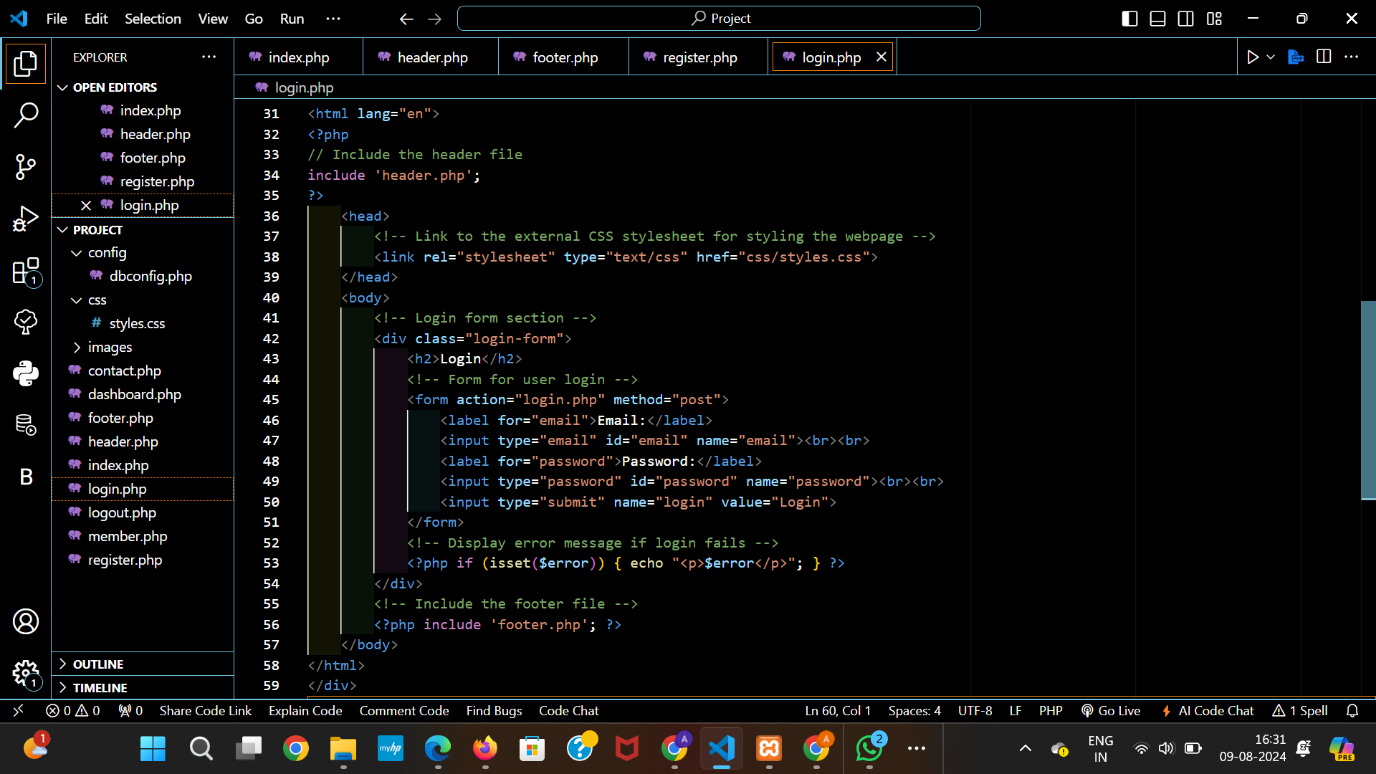 File Edit Selection View Go Run ··· Project
EXPLORER ···
OPEN EDITORS
index.php
header.php
footer.php
register.php
login.php
PROJECT
config
dbconfig.php
css
# styles.css
images
contact.php
dashboard.php
footer.php
header.php
index.php
login.php
logout.php
member.php
register.php
OUTLINE
TIMELINE
1
B
1
index.php header.php footer.php register.php login.php
login.php
31 <html lang="en">
32 <?php
33 // Include the header file
34 include 'header.php';
35 ?>
36 <head>
37 <!-- Link to the external CSS stylesheet for styling the webpage -->
38 <link rel="stylesheet" type="text/css" href="css/styles.css">
39 </head>
40 <body>
41 <!-- Login form section -->
42 <div class="login-form">
43 <h2>Login</h2>
44 <!-- Form for user login -->
45 <form action="login.php" method="post">
46 <label for="email">Email:</label>
47 <input type="email" id="email" name="email"><br><br>
48 <label for="password">Password:</label>
49 <input type="password" id="password" name="password"><br><br>
50 <input type="submit" name="login" value="Login">
51 </form>
52 <!-- Display error message if login fails -->
53 <?php if (isset($error)) { echo "<p>$error</p>"; } ?>
54 </div>
55 <!-- Include the footer file -->
56 <?php include 'footer.php'; ?>
57 </body>
58 </html>
59 </div>
0 0 0 Share Code Link Explain Code Comment Code Find Bugs Code Chat Ln 60, Col 1 Spaces: 4 UTF-8 LF PHP Go Live AI Code Chat 1 Spell
1 myhp A A 2 ··· ENG 16:31 PRE
IN 09-08-2024